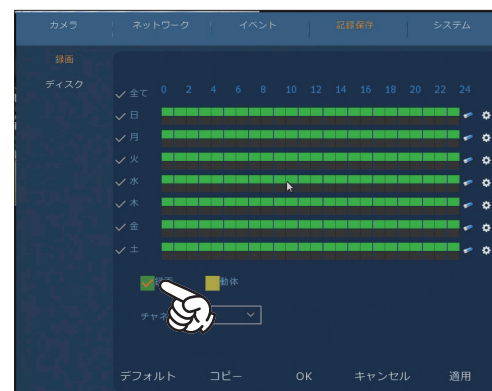 カメラ ネットワーク イベント 記録保存 システム
録画
ディスク
全て 0 2 4 6 8 10 12 14 16 18 20 22 24
日
月
火
水
木
金
土
動体
チャネ
デフォルト コピー OK キャンセル 適用